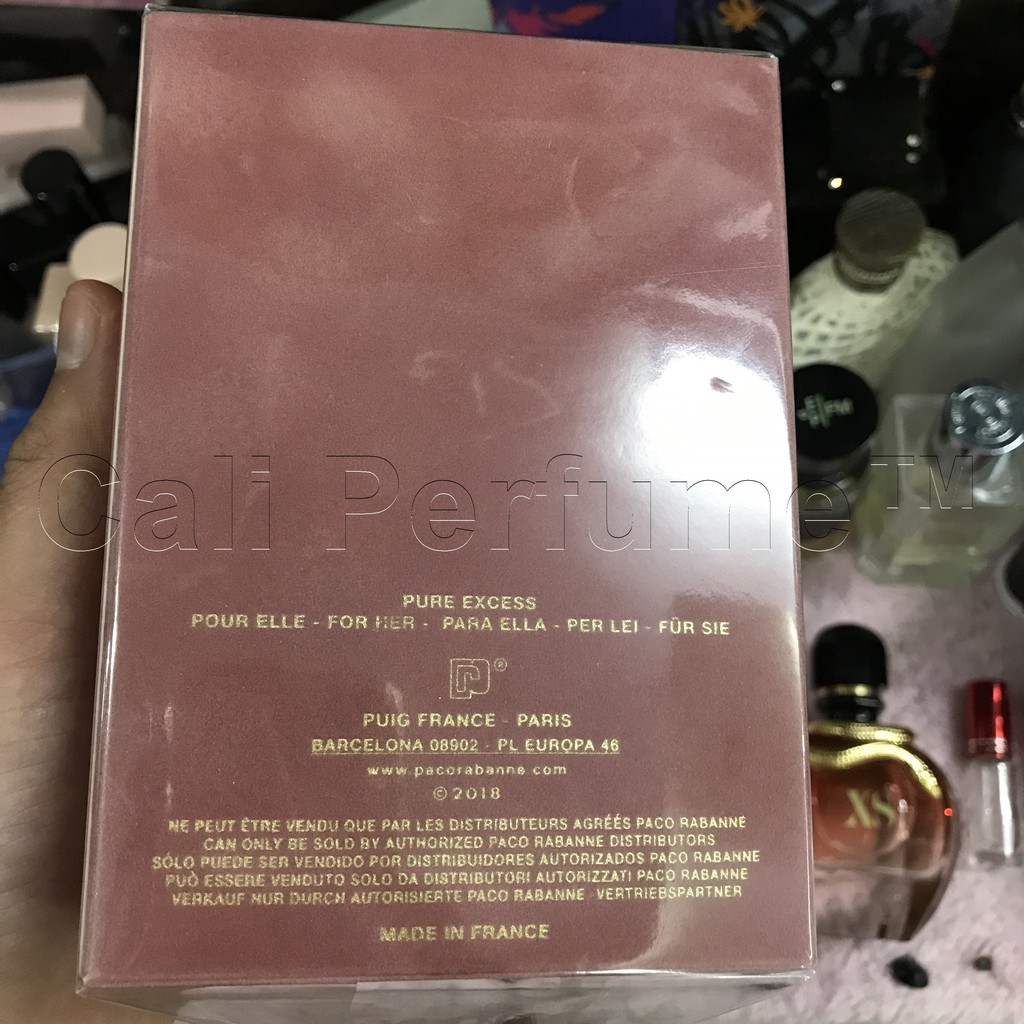 Cali Perfume™
PURE EXCESS
POUR ELLE - FOR HER - PARA ELLA - PER LEI - FÜR SIE
PUIG FRANCE - PARIS
BARCELONA 08902 - PL EUROPA 46
www.pacorabanne.com
© 2018
NE PEUT ÊTRE VENDU QUE PAR LES DISTRIBUTEURS AGRÉÉS PACO RABANNE
CAN ONLY BE SOLD BY AUTHORIZED PACO RABANNE DISTRIBUTORS
SÓLO PUEDE SER VENDIDO POR DISTRIBUIDORES AUTORIZADOS PACO RABANNE
PUÒ ESSERE VENDUTO SOLO DA DISTRIBUTORI AUTORIZZATI PACO RABANNE
VERKAUF NUR DURCH AUTORISIERTE PACO RABANNE - VERTRIEBSPARTNER
MADE IN FRANCE
XS